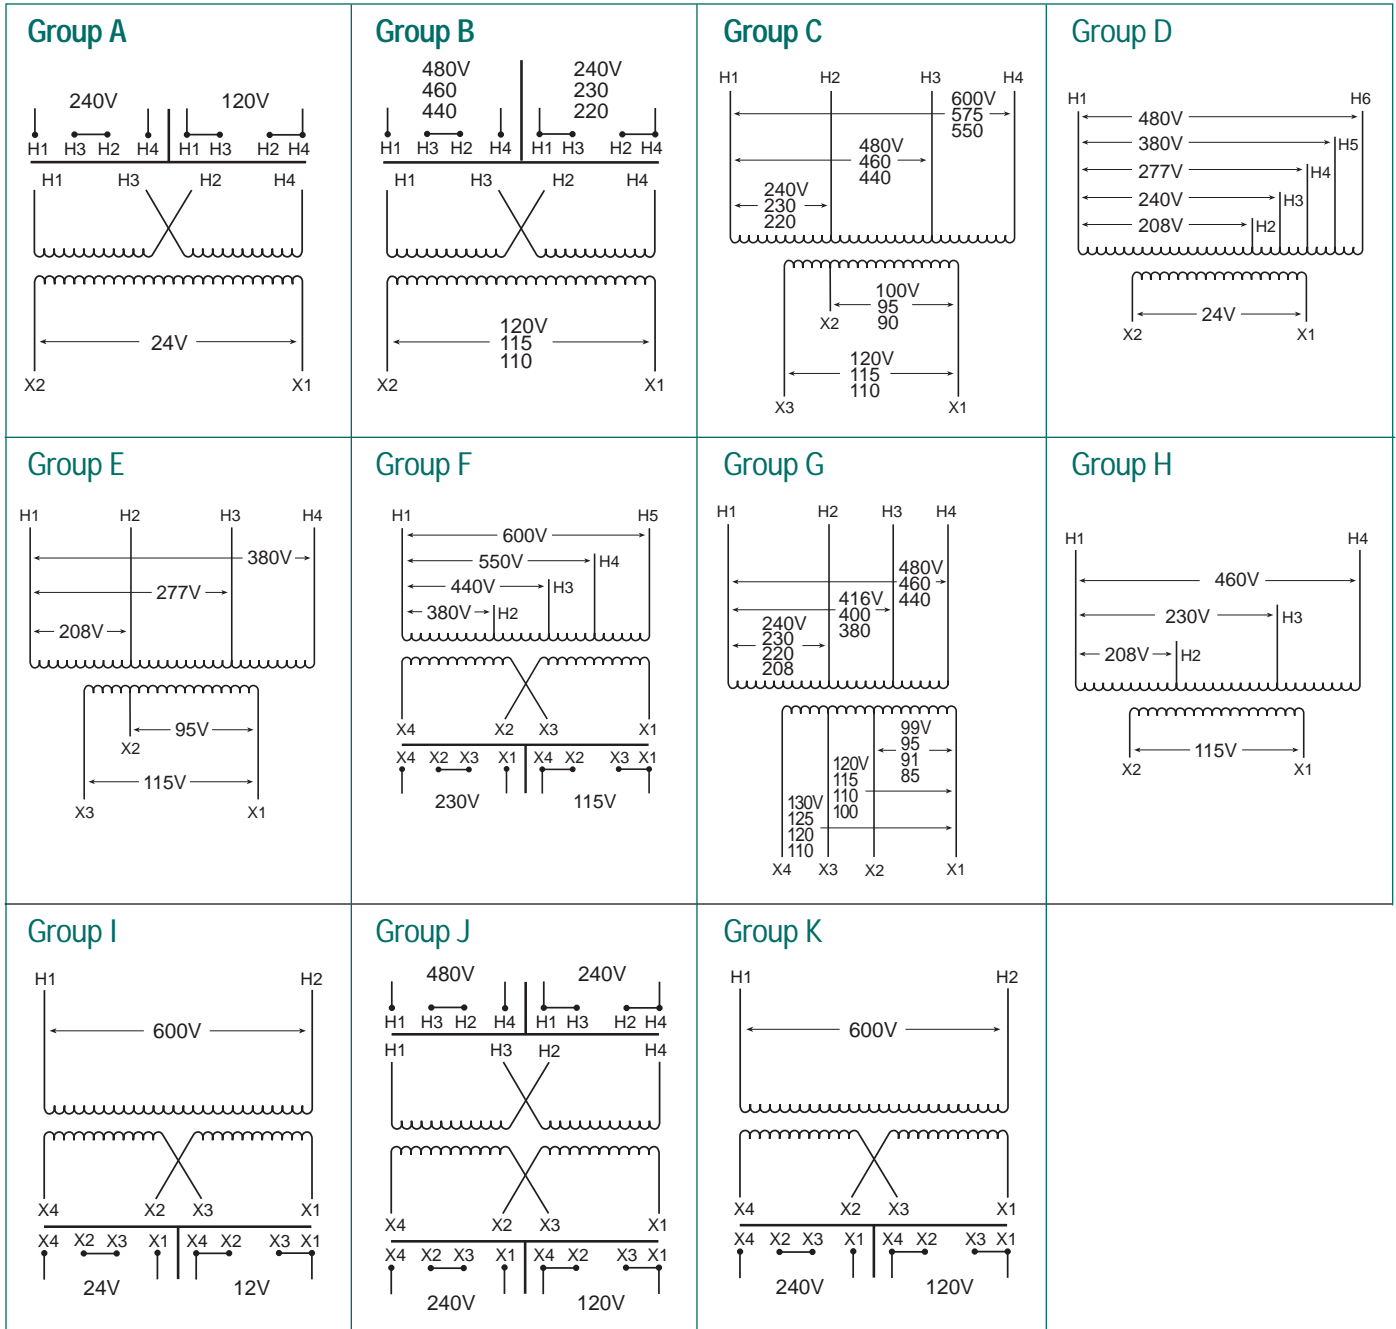 Group A
240V 120V
H1 H3 H2 H4 H1 H3 H2 H4
H1 H3 H2 H4
24V
X2 X1
Group B
480V 240V
460 230
440 220
H1 H3 H2 H4 H1 H3 H2 H4
H1 H3 H2 H4
120V
115
110
X2 X1
Group C
H1 H2 H3 H4
600V
575
550
480V
460
440
240V
230
220
100V
95
90
X2
120V
115
110
X3 X1
Group D
H1 H6
480V
380V H5
277V H4
240V H3
208V H2
24V
X2 X1
Group E
H1 H2 H3 H4
380V
277V
208V
95V
X2
115V
X3 X1
Group F
H1 H5
600V
550V H4
440V H3
380V H2
X4 X2 X3 X1
X4 X2 X3 X1 X4 X2 X3 X1
230V 115V
Group G
H1 H2 H3 H4
480V
460
440
416V
400
380
240V
230
220
208
99V
95
91
85
120V
115
110
100
130V
125
120
110
X4 X3 X2 X1
Group H
H1 H4
460V
230V H3
208V H2
115V
X2 X1
Group I
H1 H2
600V
X4 X2 X3 X1
X4 X2 X3 X1 X4 X2 X3 X1
24V 12V
Group J
480V 240V
H1 H3 H2 H4 H1 H3 H2 H4
H1 H3 H2 H4
X4 X2 X3 X1
X4 X2 X3 X1 X4 X2 X3 X1
240V 120V
Group K
H1 H2
600V
X4 X2 X3 X1
X4 X2 X3 X1 X4 X2 X3 X1
240V 120V